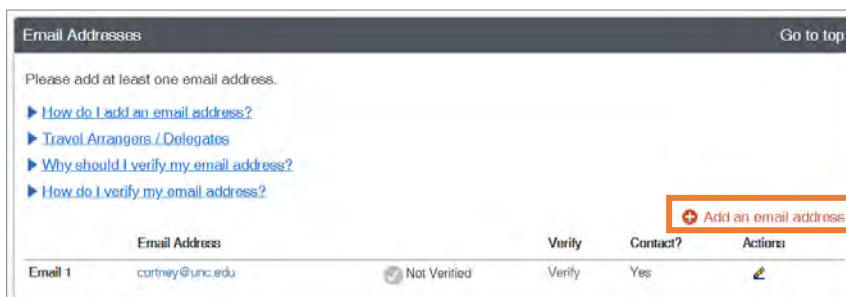 Email Addresses Go to top
Please add at least one email address.
How do I add an email address?
Travel Arrangers / Delegates
Why should I verify my email address?
How do I verify my email address?
Add an email address
Email Address Verify Contact? Actions
Email 1 cortney@unc.edu Not Verified Verify Yes